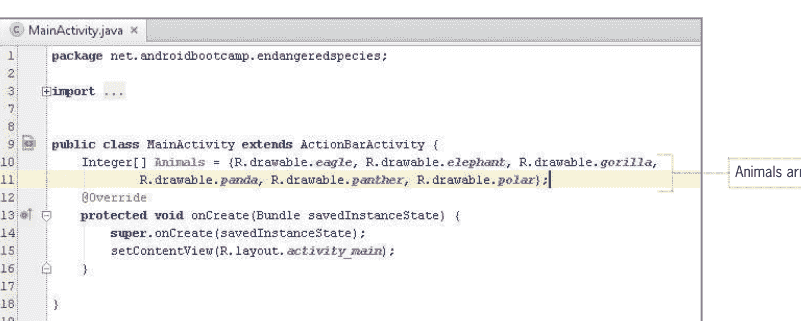 MainActivity.java ×
1 package net.androidbootcamp.endangeredspecies;
2
3 import ...
7
8
9 public class MainActivity extends ActionBarActivity {
10 Integer[] Animals = {R.drawable.eagle, R.drawable.elephant, R.drawable.gorilla,
11 R.drawable.panda, R.drawable.panther, R.drawable.polar};
Animals arr
12 @Override
13 protected void onCreate(Bundle savedInstanceState) {
14 super.onCreate(savedInstanceState);
15 setContentView(R.layout.activity_main);
16 }
17
18 }
19